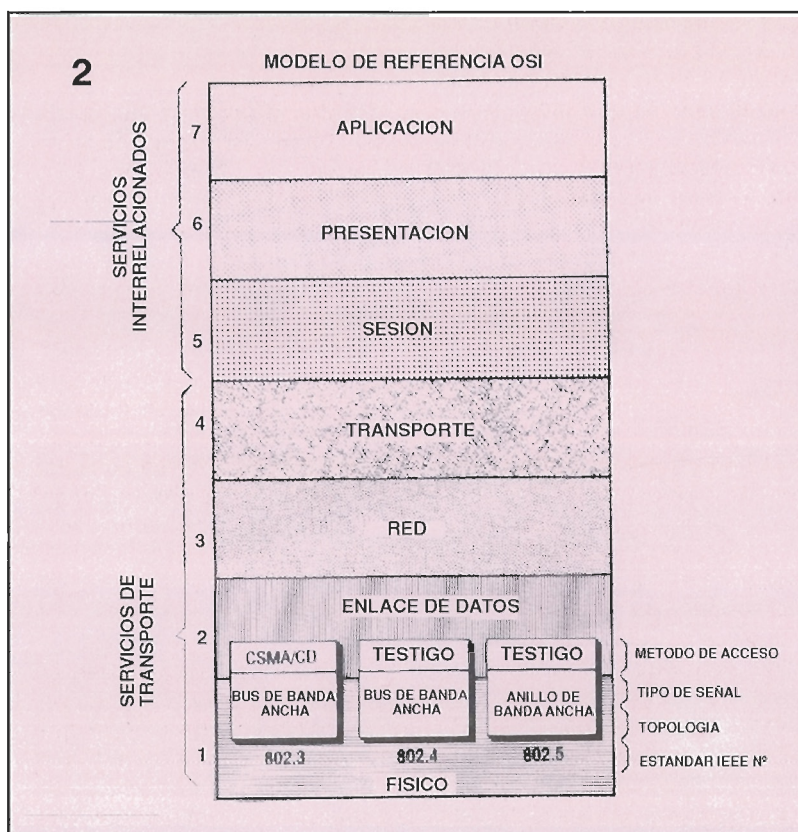 2
MODELO DE REFERENCIA OSI
SERVICIOS
INTERRELACIONADOS
7
APLICACION
6
PRESENTACION
5
SESION
SERVICIOS DE
TRANSPORTE
4
TRANSPORTE
3
RED
2
ENLACE DE DATOS
CSMA/CD
TESTIGO
TESTIGO
METODO DE ACCESO
BUS DE BANDA
ANCHA
BUS DE BANDA
ANCHA
ANILLO DE
BANDA ANCHA
TIPO DE SEÑAL
TOPOLOGIA
1
802.3
802.4
802.5
ESTANDAR IEEE Nº
FISICO